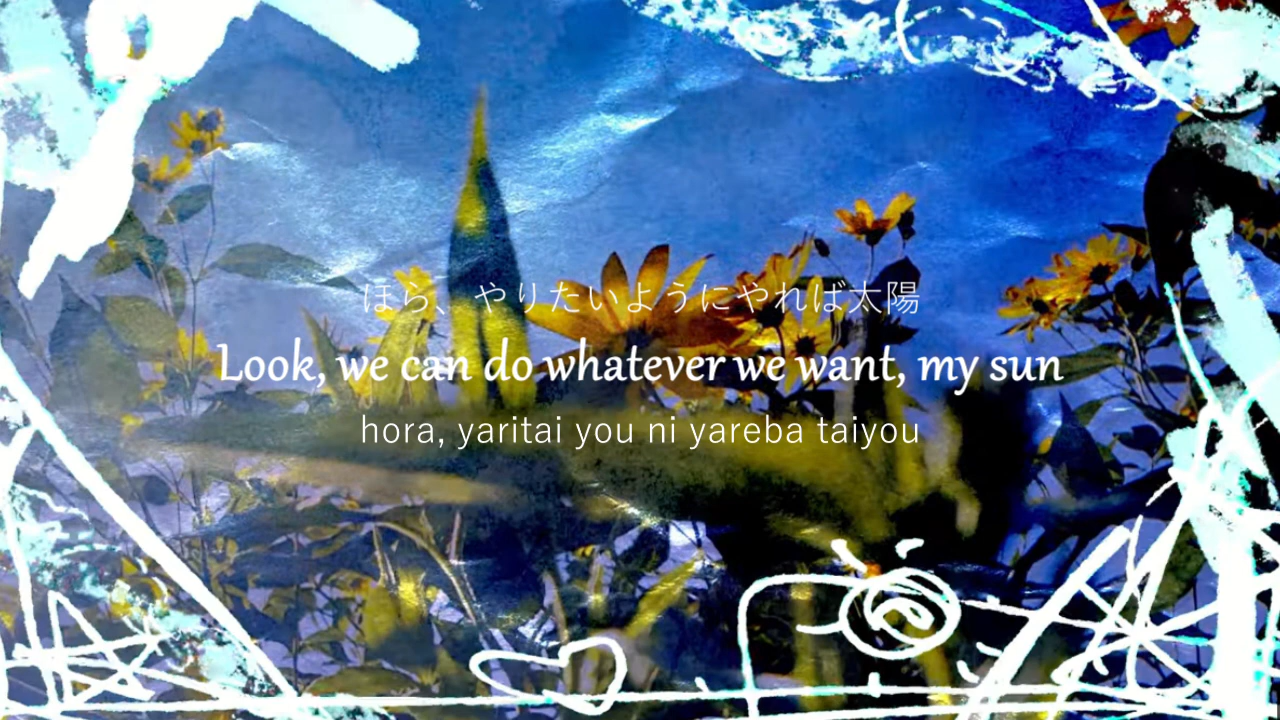 ほら、やりたいようにやれば太陽
Look, we can do whatever we want, my sun
hora, yaritai you ni yareba taiyou